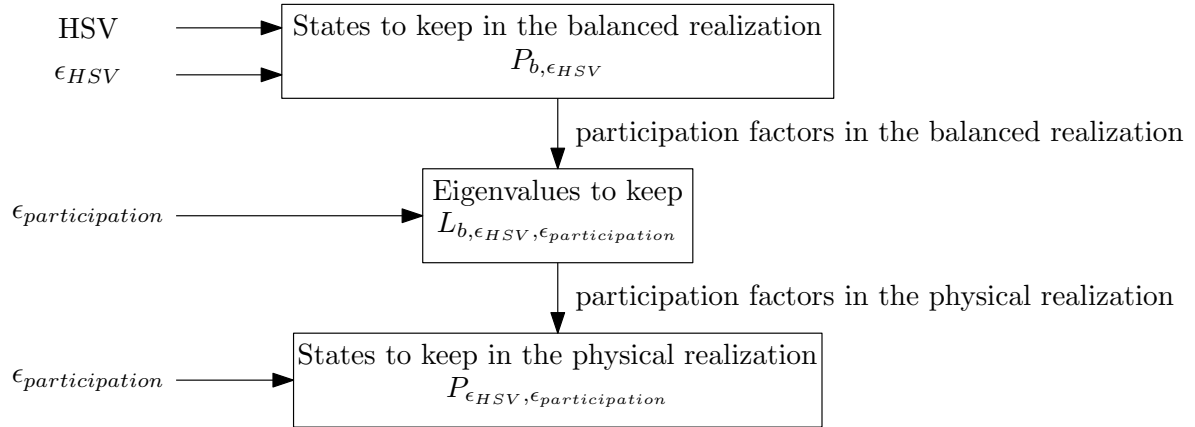 HSV
States to keep in the balanced realization
ϵ_{HSV}
P_{b,ϵ_{HSV}}
participation factors in the balanced realization
Eigenvalues to keep
ϵ_{participation}
L_{b,ϵ_{HSV},ϵ_{participation}}
participation factors in the physical realization
States to keep in the physical realization
ϵ_{participation}
P_{ϵ_{HSV},ϵ_{participation}}